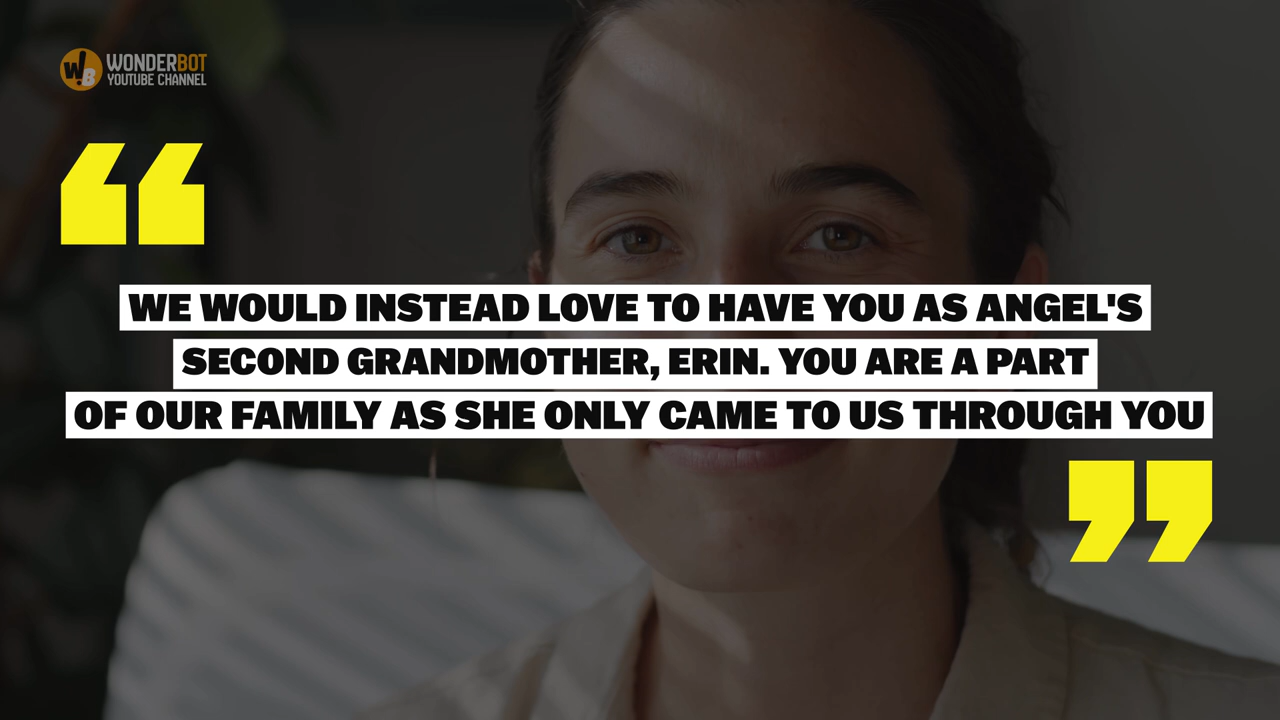 WONDERBOT
YOUTUBE CHANNEL
“
WE WOULD INSTEAD LOVE TO HAVE YOU AS ANGEL'S
SECOND GRANDMOTHER, ERIN. YOU ARE A PART
OF OUR FAMILY AS SHE ONLY CAME TO US THROUGH YOU
”